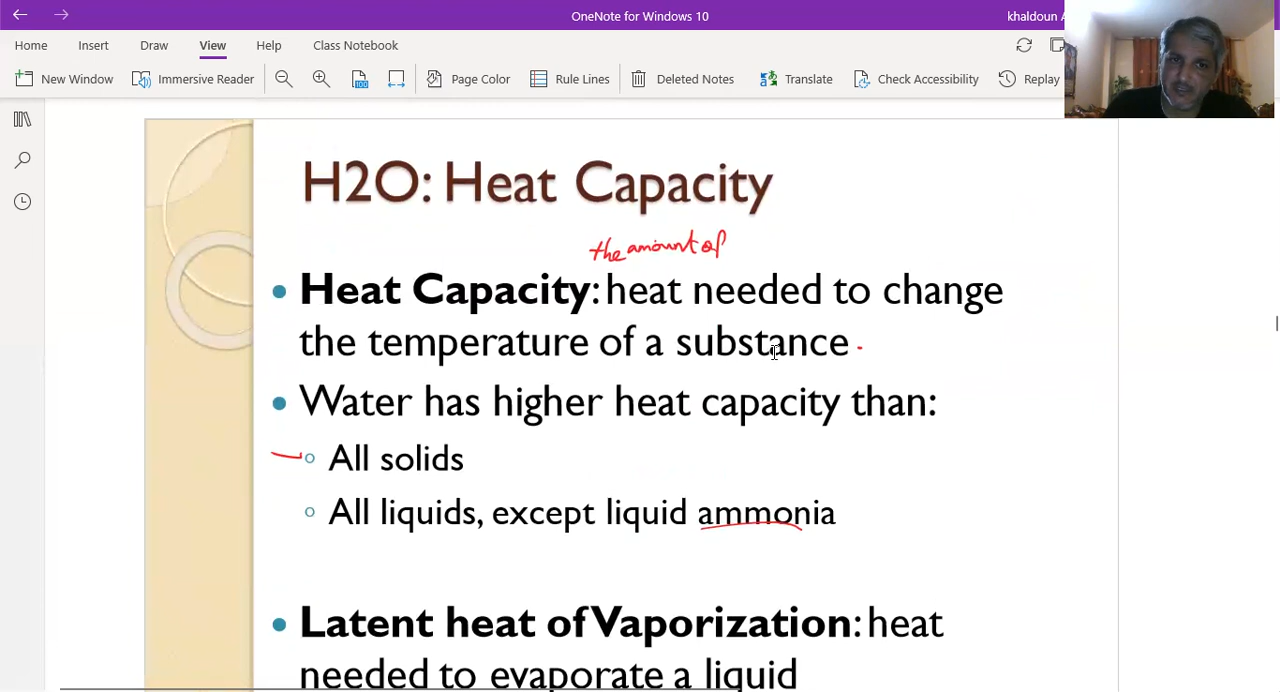 OneNote for Windows 10
khaldoun
Home Insert Draw View Help Class Notebook
New Window Immersive Reader Page Color Rule Lines Deleted Notes Translate Check Accessibility Replay
H2O: Heat Capacity
the amount of
• Heat Capacity: heat needed to change
the temperature of a substance.
• Water has higher heat capacity than:
◦ All solids
◦ All liquids, except liquid ammonia
• Latent heat of Vaporization: heat
needed to evaporate a liquid